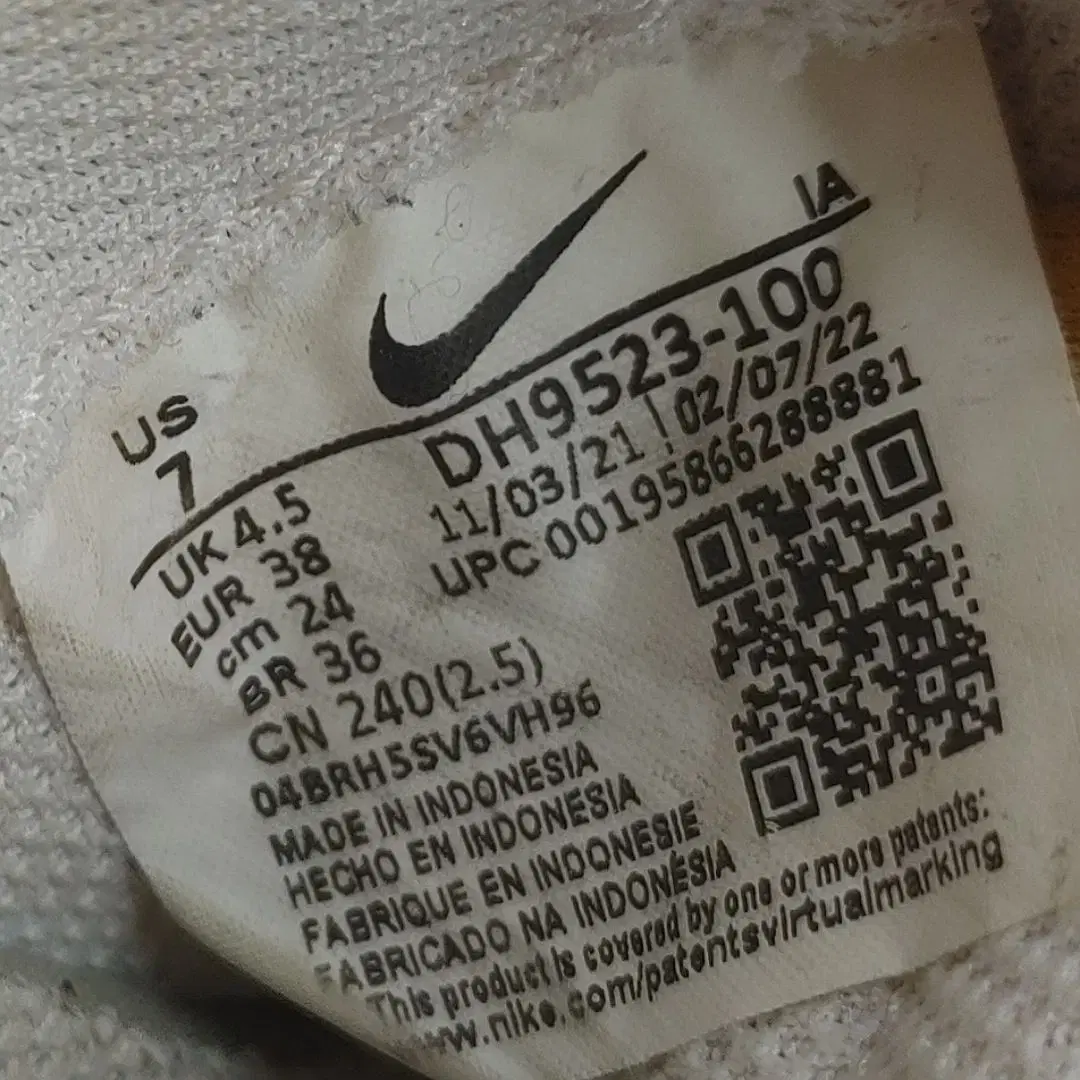 IA
US
7
DH9523-100
11/03/21 | 02/07/22
UPC 00195866288881
UK 4.5
EUR 38
cm 24
BR 36
CN 240(2.5)
04BRH5SV6VH96
MADE IN INDONESIA
HECHO EN INDONESIA
FABRIQUE EN INDONESIE
FABRICADO NA INDONÉSIA
This product is covered by one or more patents:
www.nike.com/patentsvirtualmarking